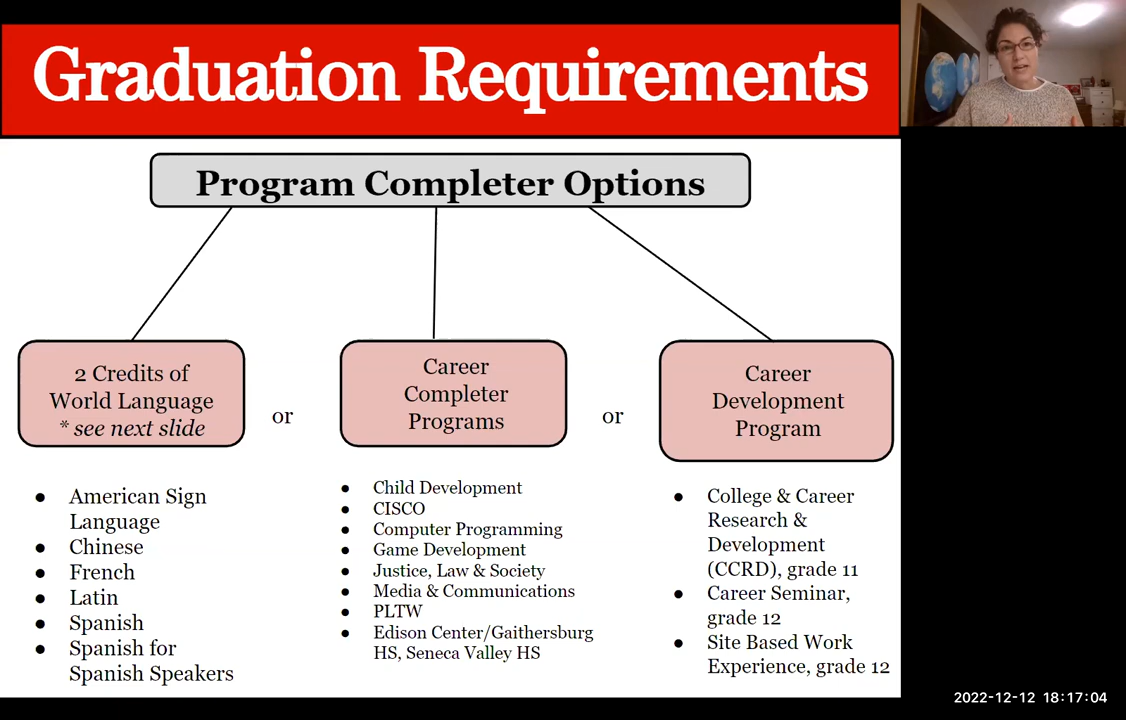 Graduation Requirements
Program Completer Options
2 Credits of
World Language
* see next slide
or
Career
Completer
Programs
or
Career
Development
Program
● American Sign
Language
● Chinese
● French
● Latin
● Spanish
● Spanish for
Spanish Speakers
● Child Development
● CISCO
● Computer Programming
● Game Development
● Justice, Law & Society
● Media & Communications
● PLTW
● Edison Center/Gaithersburg
HS, Seneca Valley HS
● College & Career
Research &
Development
(CCRD), grade 11
● Career Seminar,
grade 12
● Site Based Work
Experience, grade 12
2022-12-12 18:17:04